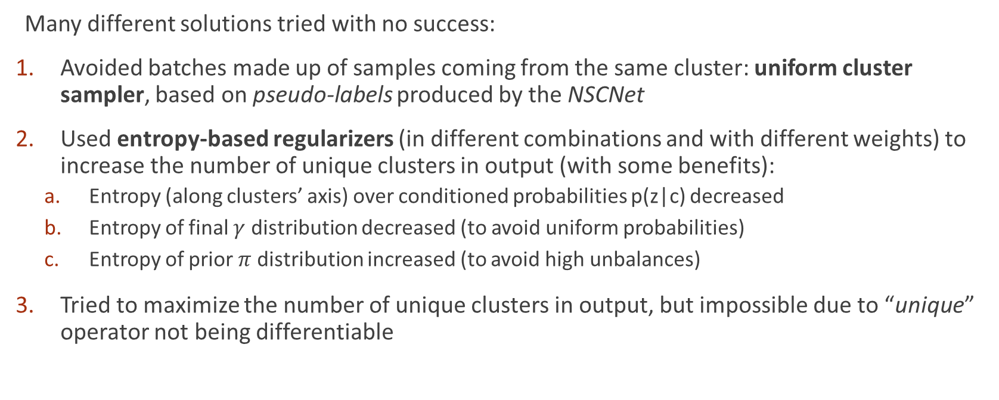 Many different solutions tried with no success:
1. Avoided batches made up of samples coming from the same cluster: uniform cluster
sampler, based on pseudo-labels produced by the NSCNet
2. Used entropy-based regularizers (in different combinations and with different weights) to
increase the number of unique clusters in output (with some benefits):
a. Entropy (along clusters’ axis) over conditioned probabilities p(z|c) decreased
b. Entropy of final γ distribution decreased (to avoid uniform probabilities)
c. Entropy of prior π distribution increased (to avoid high unbalances)
3. Tried to maximize the number of unique clusters in output, but impossible due to “unique”
operator not being differentiable